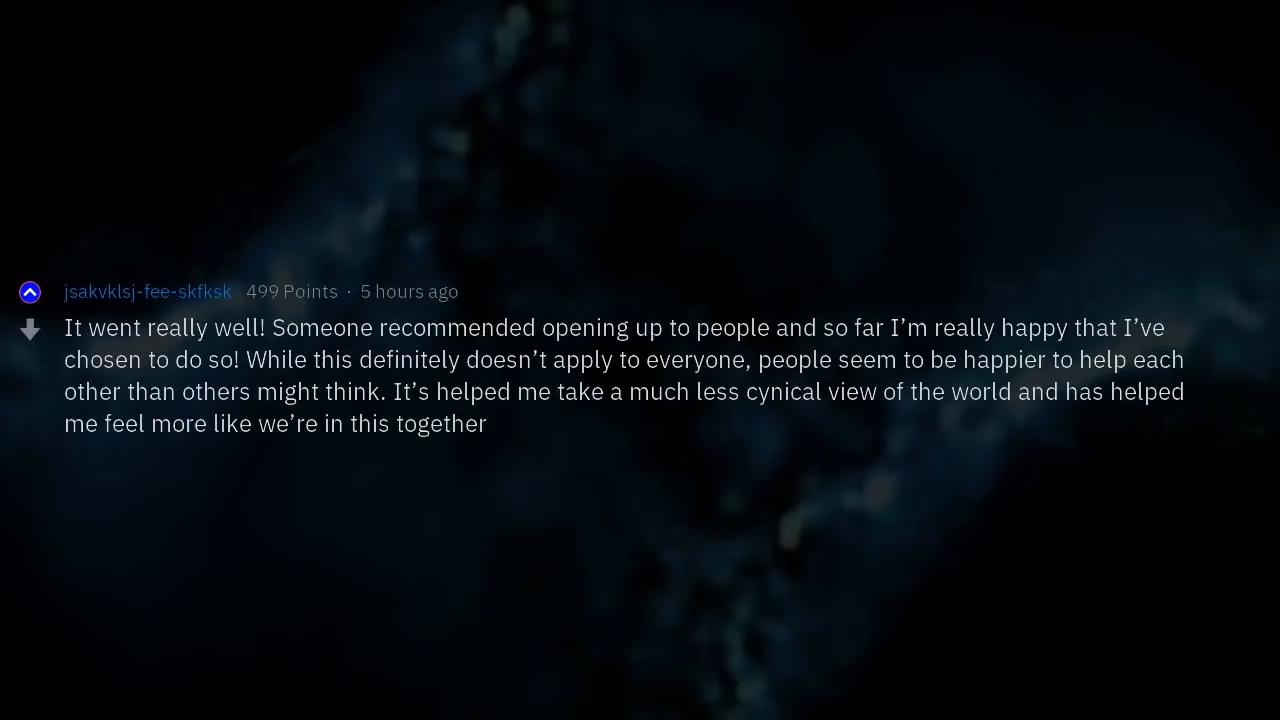 jsakvklsj-fee-skfksk 499 Points · 5 hours ago
It went really well! Someone recommended opening up to people and so far I’m really happy that I’ve
chosen to do so! While this definitely doesn’t apply to everyone, people seem to be happier to help each
other than others might think. It’s helped me take a much less cynical view of the world and has helped
me feel more like we’re in this together